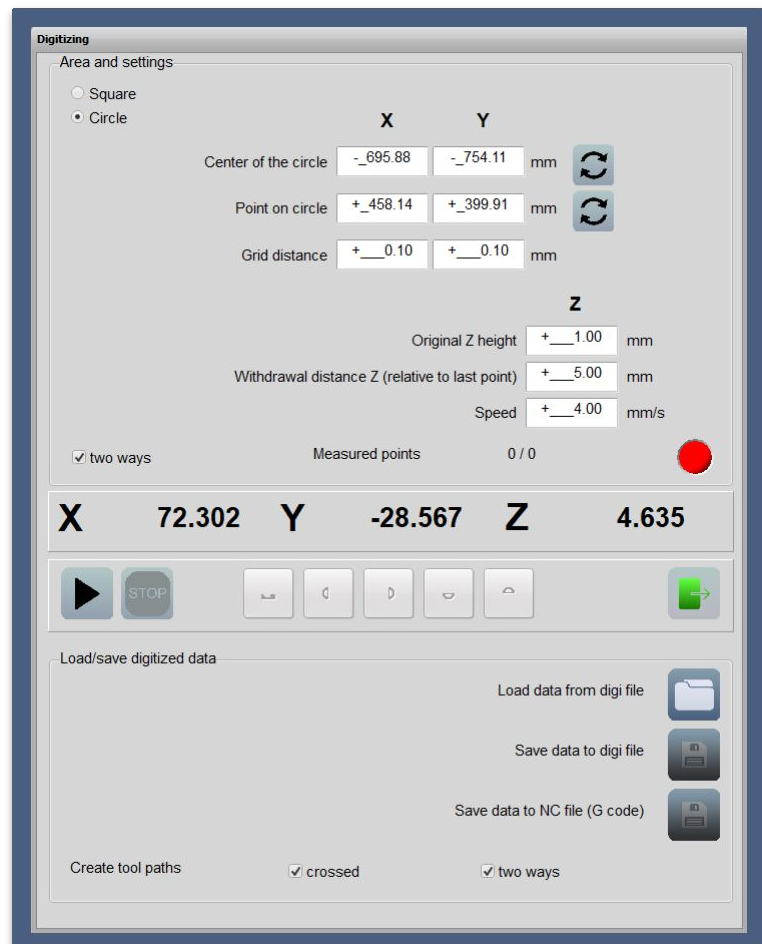 Digitizing
Area and settings
Square
Circle
X Y
Center of the circle -_695.88 -_754.11 mm
Point on circle +_458.14 +_399.91 mm
Grid distance +___0.10 +___0.10 mm
Z
Original Z height +___1.00 mm
Withdrawal distance Z (relative to last point) +___5.00 mm
Speed +___4.00 mm/s
two ways Measured points 0 / 0
X 72.302 Y -28.567 Z 4.635
STOP
Load/save digitized data
Load data from digi file
Save data to digi file
Save data to NC file (G code)
Create tool paths crossed two ways